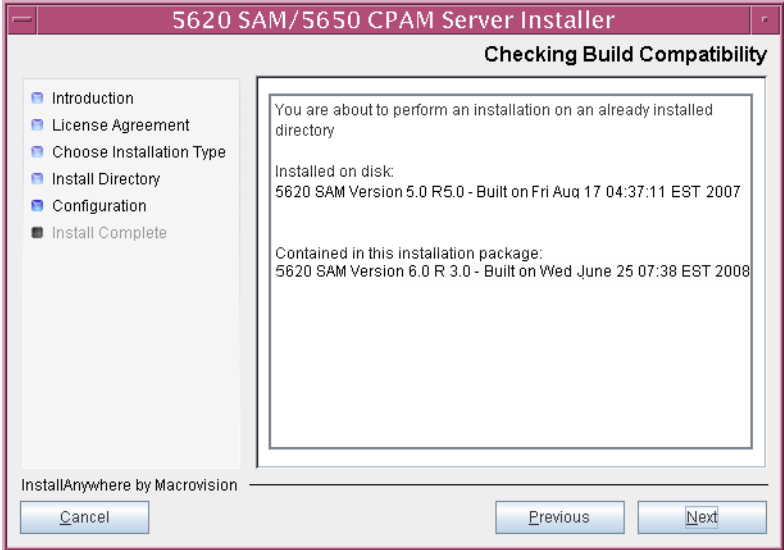 5620 SAM/5650 CPAM Server Installer
Checking Build Compatibility
Introduction
License Agreement
Choose Installation Type
Install Directory
Configuration
Install Complete
You are about to perform an installation on an already installed
directory
Installed on disk:
5620 SAM Version 5.0 R5.0 - Built on Fri Aug 17 04:37:11 EST 2007
Contained in this installation package:
5620 SAM Version 6.0 R 3.0 - Built on Wed June 25 07:38 EST 2008
InstallAnywhere by Macrovision
Cancel
Previous
Next